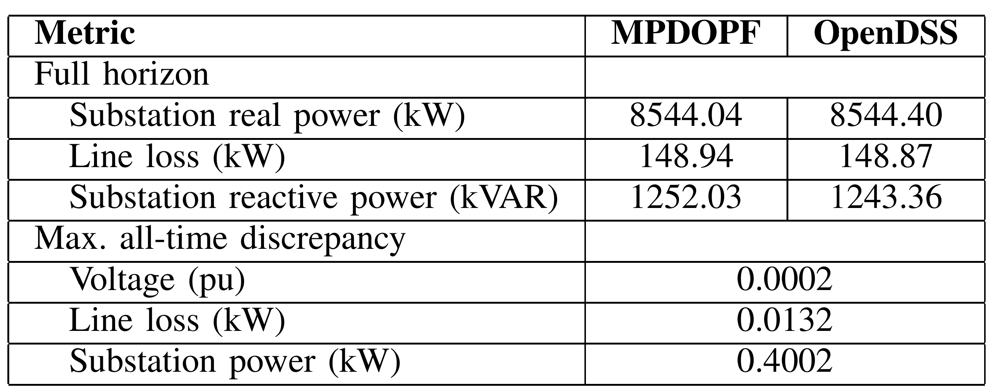 Metric MPDOPF OpenDSS
Full horizon
Substation real power (kW) 8544.04 8544.40
Line loss (kW) 148.94 148.87
Substation reactive power (kVAR) 1252.03 1243.36
Max. all-time discrepancy
Voltage (pu) 0.0002
Line loss (kW) 0.0132
Substation power (kW) 0.4002